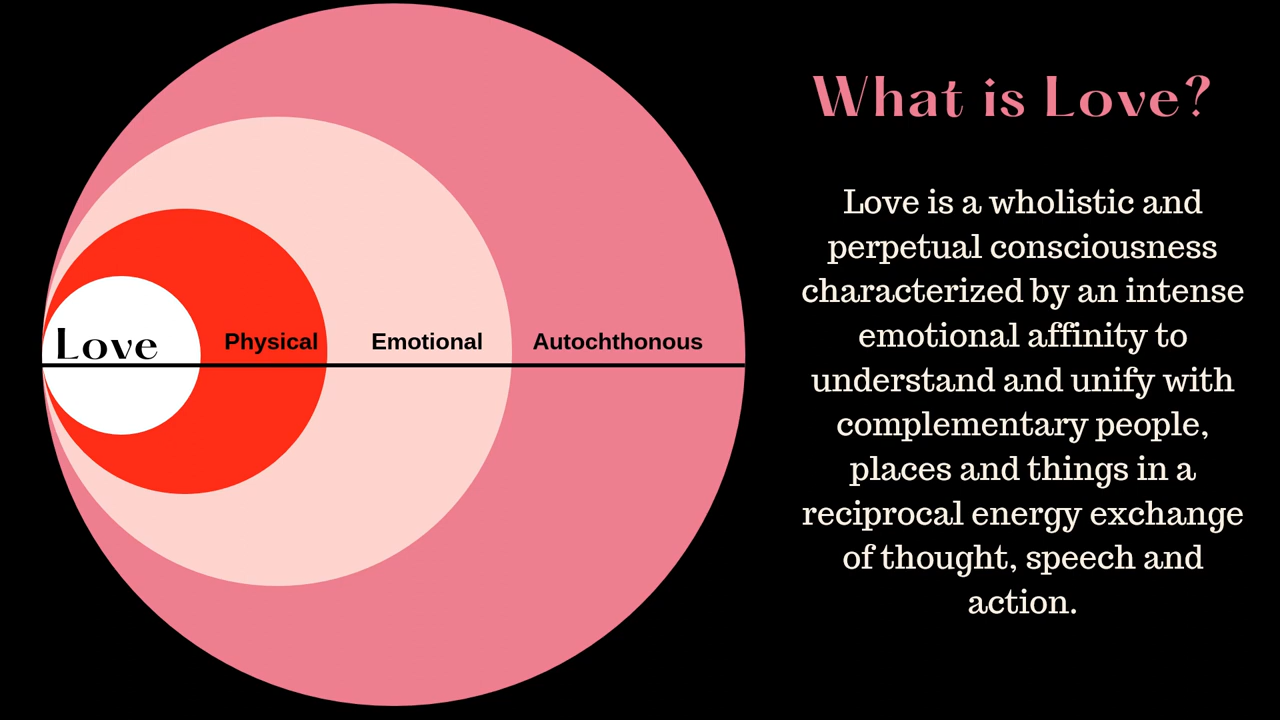 What is Love?
Love is a wholistic and
perpetual consciousness
characterized by an intense
emotional affinity to
understand and unify with
complementary people,
places and things in a
reciprocal energy exchange
of thought, speech and
action.
Love Physical Emotional Autochthonous